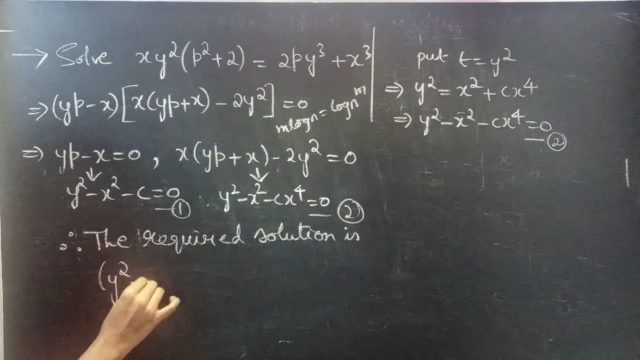 → Solve xy²(p²+2) = 2py³ + x³
⇒ (yp-x)[x(yp+x) - 2y²] = 0
mlogn = logn^m
⇒ yp-x=0 , x(yp+x) - 2y² = 0
y²-x²-c=0 ① y²-x²-cx⁴=0 ②
∴ The required solution is
(y²
put t=y²
⇒ y² = x² + cx⁴
⇒ y²-x²-cx⁴=0 ②